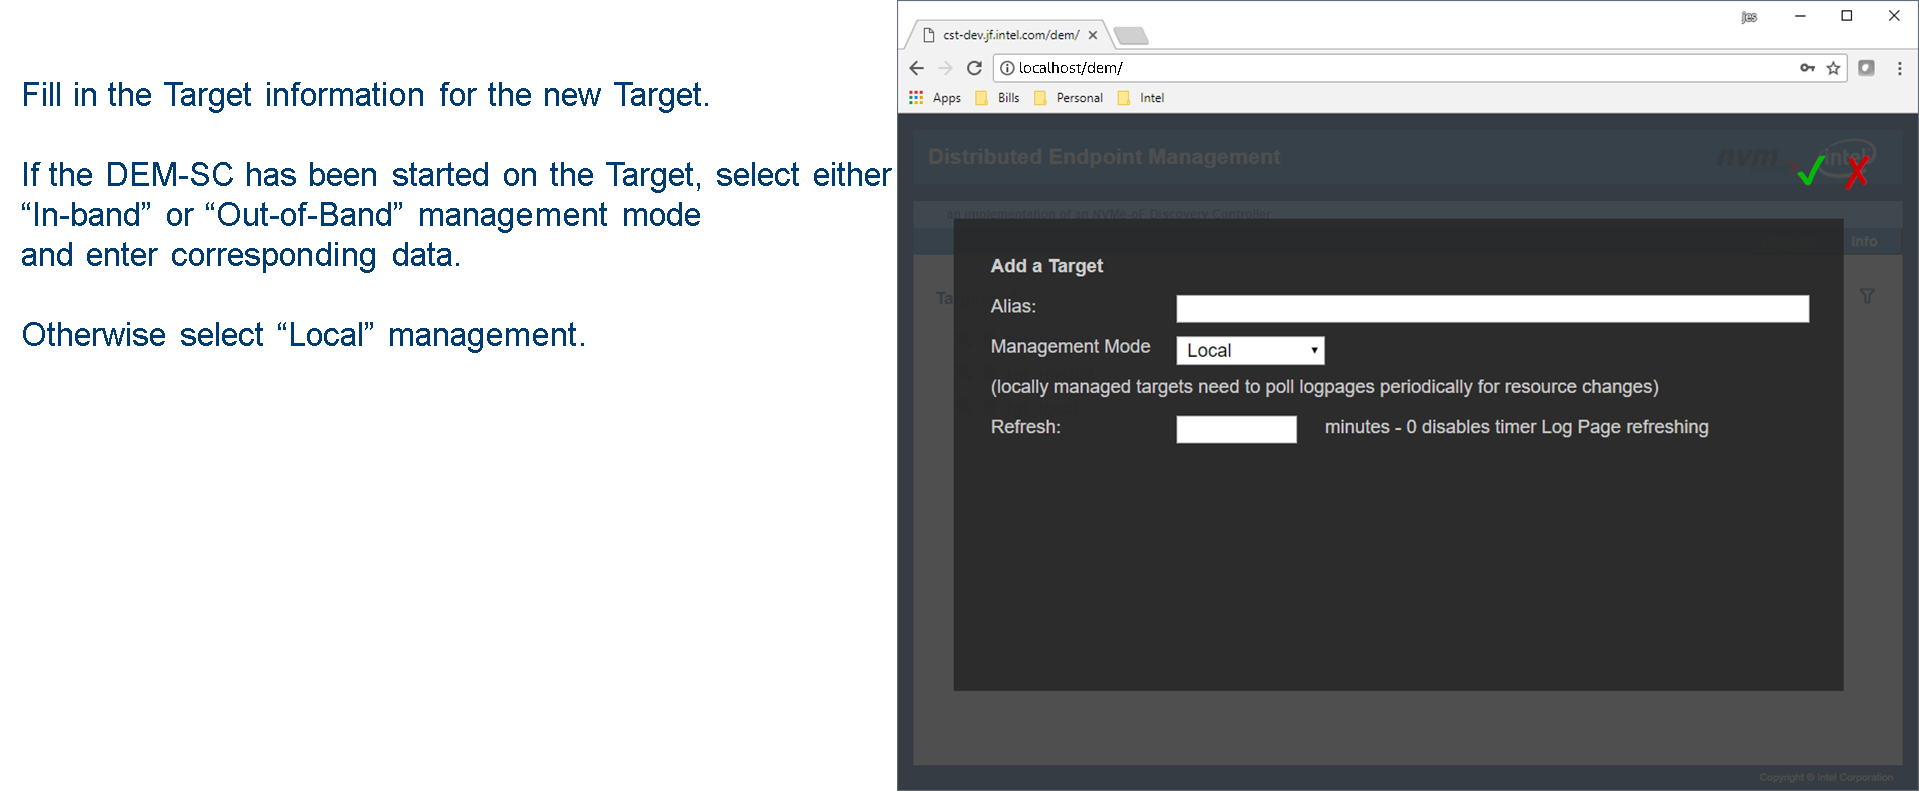 Fill in the Target information for the new Target.
If the DEM-SC has been started on the Target, select either
“In-band” or “Out-of-Band” management mode
and enter corresponding data.
Otherwise select “Local” management.
jes
cst-dev.jf.intel.com/dem/
localhost/dem/
Apps Bills Personal Intel
Distributed Endpoint Management
nvm intel
an implementation of an NVMe-oF Discovery Controller
Info
Add a Target
Alias:
Management Mode Local
(locally managed targets need to poll logpages periodically for resource changes)
Refresh: minutes - 0 disables timer Log Page refreshing
Copyright © Intel Corporation